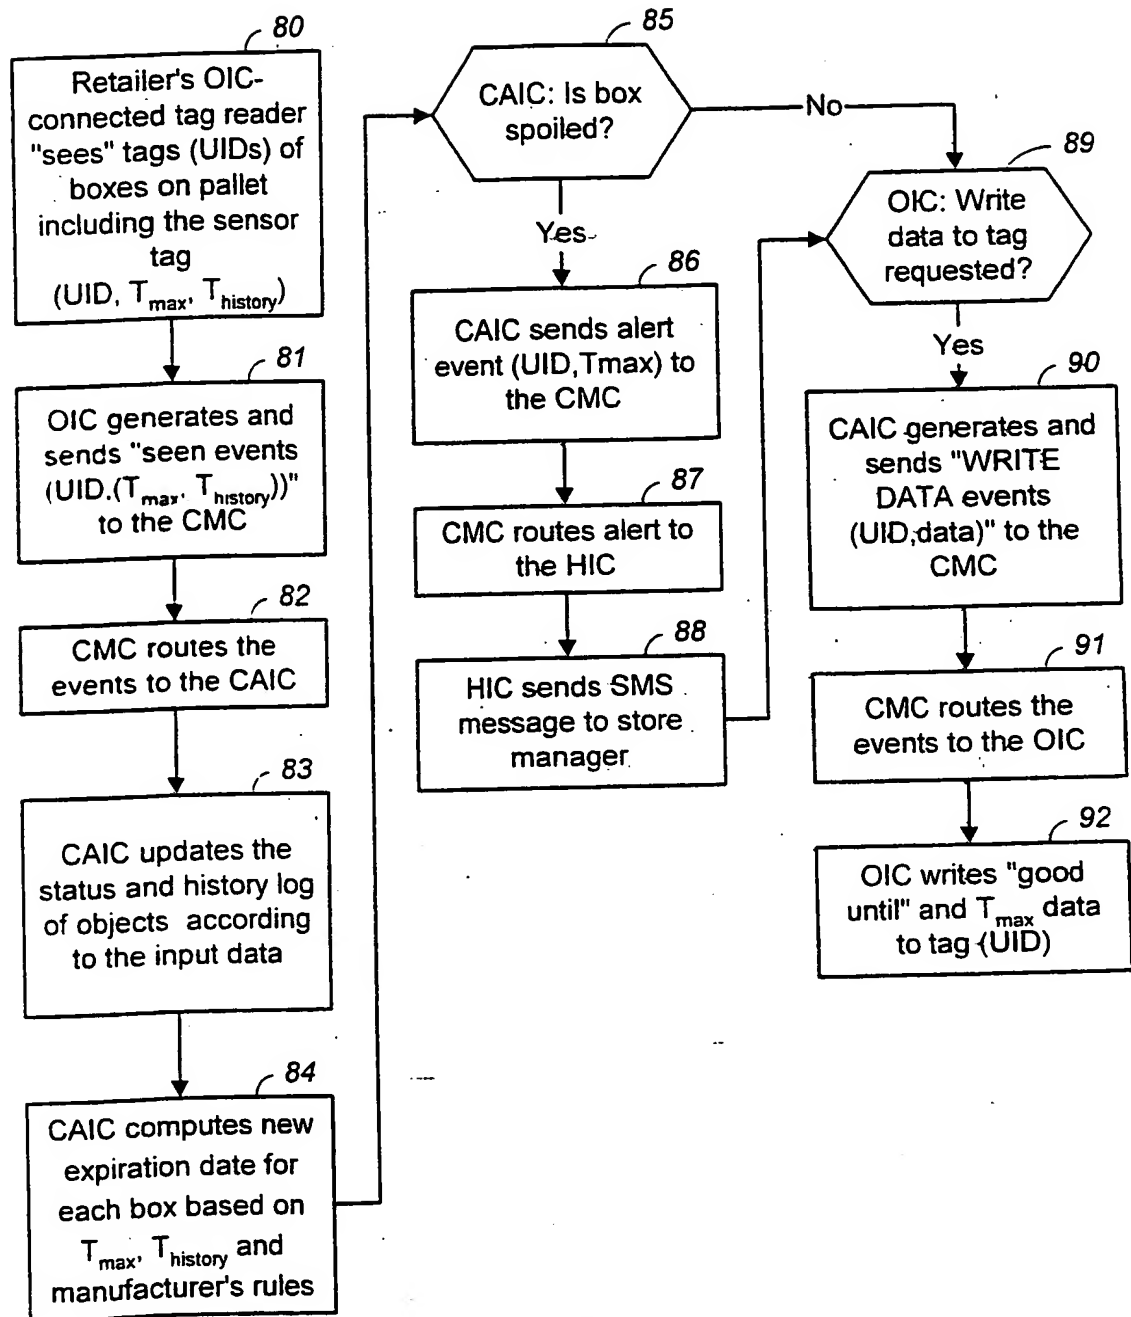 80
Retailer's OIC-
connected tag reader
"sees" tags (UIDs) of
boxes on pallet
including the sensor
tag
(UID, Tmax, Thistory)
81
OIC generates and
sends "seen events
(UID.(Tmax, Thistory))"
to the CMC
82
CMC routes the
events to the CAIC
83
CAIC updates the
status and history log
of objects according
to the input data
84
CAIC computes new
expiration date for
each box based on
Tmax, Thistory and
manufacturer's rules
85
CAIC: Is box
spoiled?
No
Yes
86
CAIC sends alert
event (UID,Tmax) to
the CMC
87
CMC routes alert to
the HIC
88
HIC sends SMS
message to store
manager
89
OIC: Write
data to tag
requested?
Yes
90
CAIC generates and
sends "WRITE
DATA events
(UID,data)" to the
CMC
91
CMC routes the
events to the OIC
92
OIC writes "good
until" and Tmax data
to tag (UID)